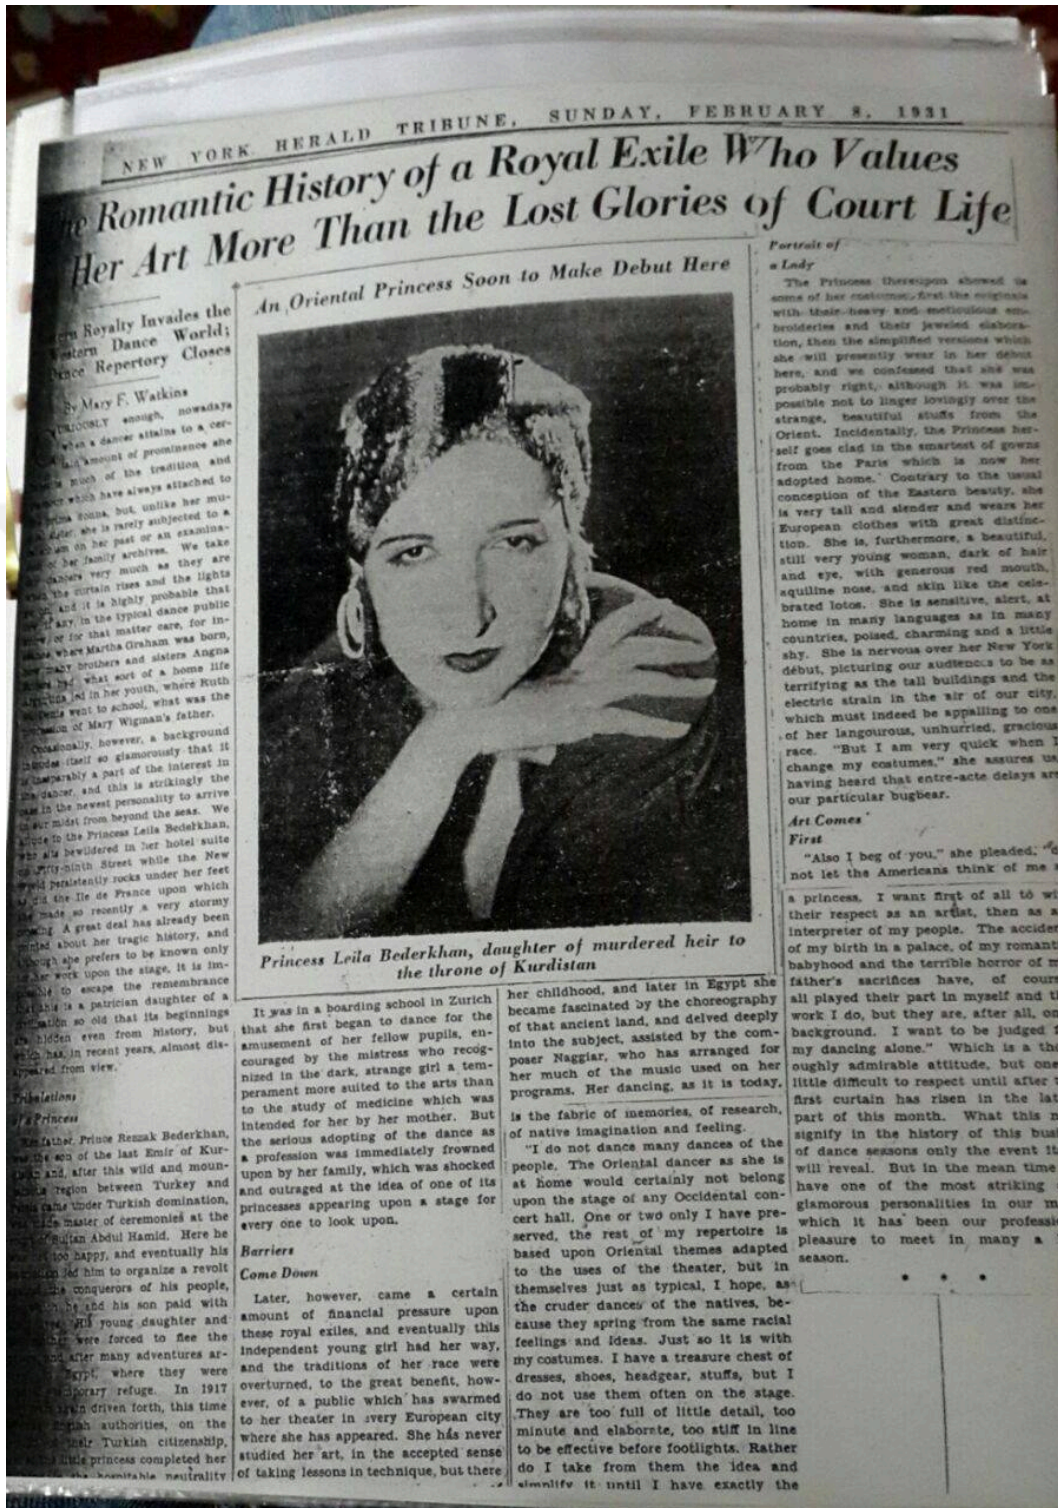 NEW YORK HERALD TRIBUNE, SUNDAY, FEBRUARY 8, 1931
Romantic History of a Royal Exile Who Values
Her Art More Than the Lost Glories of Court Life
Royalty Invades the
Dance World;
Repertory Closes
By Mary F. Watkins
enough, nowadays
when a dancer attains to a cer-
amount of prominence she
much of the tradition and
which have always attached to
donna, but, unlike her mu-
sister, she is rarely subjected to a
on her past or an examina-
of her family archives. We take
dancers very much as they are
the curtain rises and the lights
and it is highly probable that
any, in the typical dance public
or for that matter care, for in-
where Martha Graham was born,
many brothers and sisters Angna
had, what sort of a home life
led in her youth, where Ruth
went to school, what was the
of Mary Wigman's father.
Occasionally, however, a background
itself so glamorously that it
is inseparably a part of the interest in
the dancer, and this is strikingly the
case in the newest personality to arrive
in our midst from beyond the seas. We
to the Princess Leila Bederkhan,
who sits bewildered in her hotel suite
Fifty-ninth Street while the New
persistently rocks under her feet
as did the Ile de France upon which
she made so recently a very stormy
A great deal has already been
about her tragic history, and
she prefers to be known only
her work upon the stage, it is im-
to escape the remembrance
this is a patrician daughter of a
so old that its beginnings
hidden even from history, but
which has, in recent years, almost dis-
appeared from view.
Tribulations
of a Princess
father, Prince Rezzak Bederkhan,
the son of the last Emir of Kur-
and, after this wild and moun-
region between Turkey and
came under Turkish domination,
master of ceremonies at the
of Sultan Abdul Hamid. Here he
too happy, and eventually his
led him to organize a revolt
conquerors of his people,
he and his son paid with
His young daughter and
were forced to flee the
after many adventures ar-
Egypt, where they were
refuge. In 1917
driven forth, this time
authorities, on the
their Turkish citizenship,
princess completed her
the hospitable neutrality
An Oriental Princess Soon to Make Debut Here
Princess Leila Bederkhan, daughter of murdered heir to
the throne of Kurdistan
It was in a boarding school in Zurich
that she first began to dance for the
amusement of her fellow pupils, en-
couraged by the mistress who recog-
nized in the dark, strange girl a tem-
perament more suited to the arts than
to the study of medicine which was
intended for her by her mother. But
the serious adopting of the dance as
a profession was immediately frowned
upon by her family, which was shocked
and outraged at the idea of one of its
princesses appearing upon a stage for
every one to look upon.
Barriers
Come Down
Later, however, came a certain
amount of financial pressure upon
these royal exiles, and eventually this
independent young girl had her way,
and the traditions of her race were
overturned, to the great benefit, how-
ever, of a public which has swarmed
to her theater in every European city
where she has appeared. She has never
studied her art, in the accepted sense
of taking lessons in technique, but there
her childhood, and later in Egypt she
became fascinated by the choreography
of that ancient land, and delved deeply
into the subject, assisted by the com-
poser Naggiar, who has arranged for
her much of the music used on her
programs. Her dancing, as it is today,
is the fabric of memories, of research,
of native imagination and feeling.
"I do not dance many dances of the
people. The Oriental dancer as she is
at home would certainly not belong
upon the stage of any Occidental con-
cert hall. One or two only I have pre-
served, the rest of my repertoire is
based upon Oriental themes adapted
to the uses of the theater, but in
themselves just as typical, I hope, as
the cruder dances of the natives, be-
cause they spring from the same racial
feelings and ideas. Just so it is with
my costumes. I have a treasure chest of
dresses, shoes, headgear, stuffs, but I
do not use them often on the stage.
They are too full of little detail, too
minute and elaborate, too stiff in line
to be effective before footlights. Rather
do I take from them the idea and
simplify it until I have exactly the
Portrait of
a Lady
The Princess thereupon showed us
some of her costumes, first the originals
with their heavy and meticulous em-
broideries and their jeweled elabora-
tion, then the simplified versions which
she will presently wear in her debut
here, and we confessed that she was
probably right, although it was im-
possible not to linger lovingly over the
strange, beautiful stuffs from the
Orient. Incidentally, the Princess her-
self goes clad in the smartest of gowns
from the Paris which is now her
adopted home. Contrary to the usual
conception of the Eastern beauty, she
is very tall and slender and wears her
European clothes with great distinc-
tion. She is, furthermore, a beautiful,
still very young woman, dark of hair
and eye, with generous red mouth,
aquiline nose, and skin like the cele-
brated lotos. She is sensitive, alert, at
home in many languages as in many
countries, poised, charming and a little
shy. She is nervous over her New York
début, picturing our audiences to be as
terrifying as the tall buildings and the
electric strain in the air of our city,
which must indeed be appalling to one
of her langourous, unhurried, gracious
race. "But I am very quick when I
change my costumes," she assures us
having heard that entre-acte delays are
our particular bugbear.
Art Comes
First
"Also I beg of you," she pleaded,
not let the Americans think of me
a princess. I want first of all to
their respect as an artist, then as
interpreter of my people. The
of my birth in a palace, of my
babyhood and the terrible horror of
father's sacrifices have, of
all played their part in myself and
work I do, but they are, after all,
background. I want to be judged
my dancing alone." Which is a
oughly admirable attitude, but
little difficult to respect until after
first curtain has risen in the
part of this month. What this
signify in the history of this
of dance seasons only the event
will reveal. But in the mean time
have one of the most striking
glamorous personalities in our
which it has been our
pleasure to meet in many a
season.